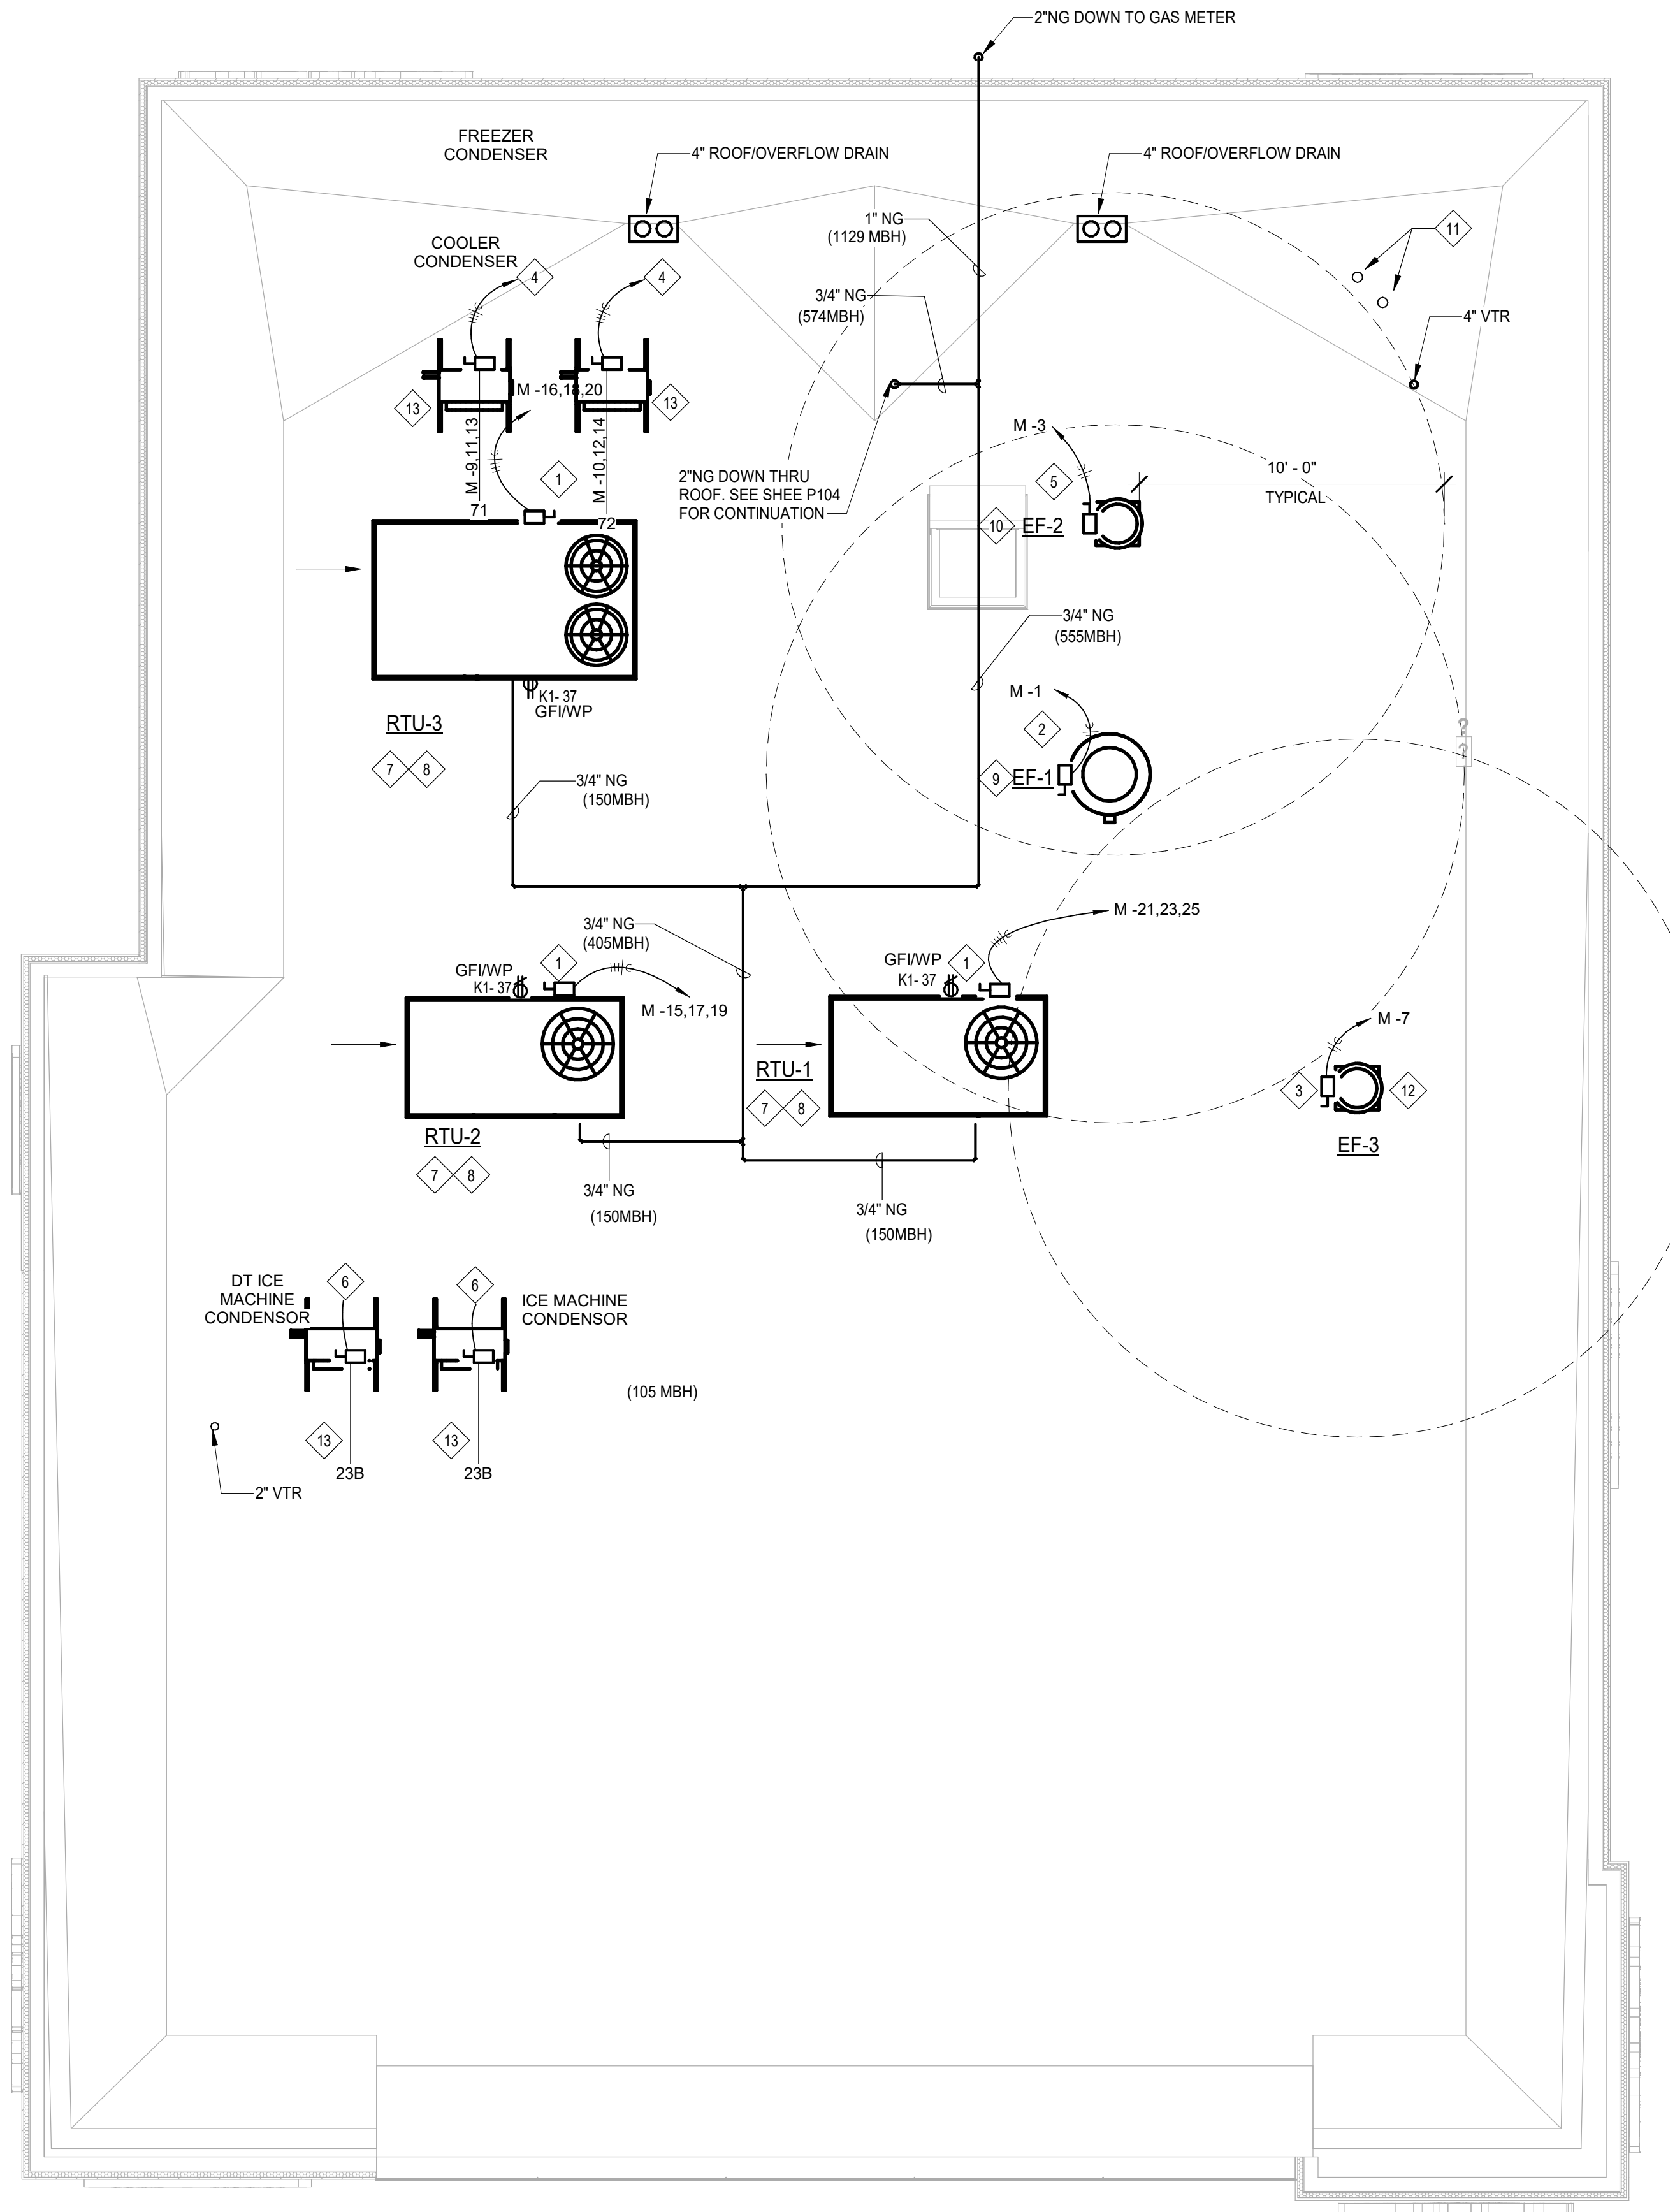 2"NG DOWN TO GAS METER
FREEZER
CONDENSER
4" ROOF/OVERFLOW DRAIN
4" ROOF/OVERFLOW DRAIN
1" NG
(1129 MBH)
11
COOLER
CONDENSER
4
4
3/4" NG
(574MBH)
4" VTR
13
M -16,18,20
13
M -9,11,13
M -10,12,14
1
71
72
2"NG DOWN THRU
ROOF. SEE SHEE P104
FOR CONTINUATION
M -3
5
10' - 0"
TYPICAL
10
EF-2
3/4" NG
(555MBH)
K1- 37
GFI/WP
RTU-3
7
8
M -1
2
9
EF-1
3/4" NG
(150MBH)
3/4" NG
(405MBH)
M -21,23,25
GFI/WP
K1- 37
1
M -15,17,19
GFI/WP
K1- 37
1
M -7
RTU-1
7
8
3
12
EF-3
RTU-2
7
8
3/4" NG
(150MBH)
3/4" NG
(150MBH)
DT ICE
MACHINE
CONDENSOR
6
6
ICE MACHINE
CONDENSOR
(105 MBH)
13
13
23B
23B
2" VTR